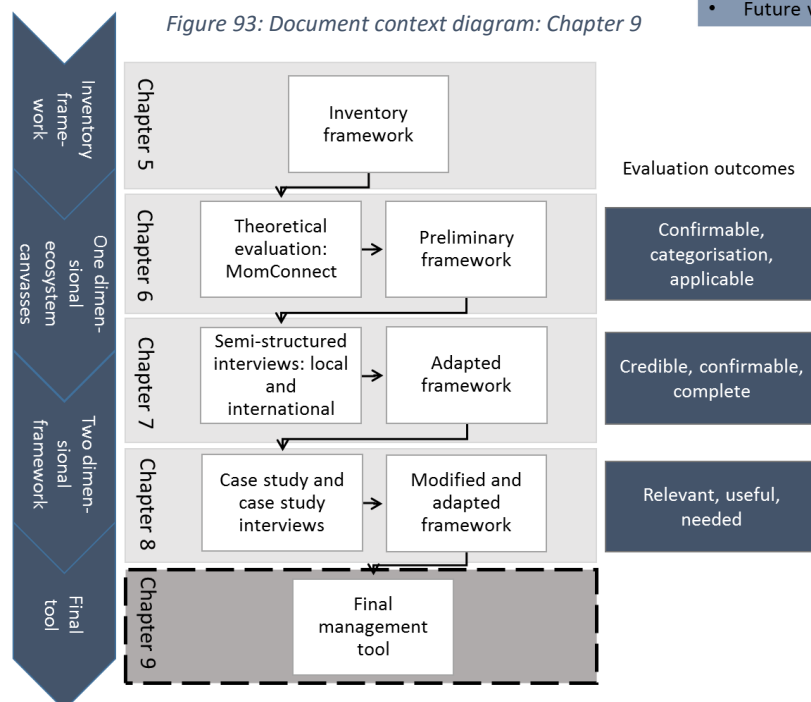 Figure 93: Document context diagram: Chapter 9
• Future
Inventory
frame-
work
One dimen-
sional
ecosystem
canvasses
Two dimen-
sional
framework
Final
tool
Chapter 5
Inventory
framework
Evaluation outcomes
Chapter 6
Theoretical
evaluation:
MomConnect
Preliminary
framework
Confirmable,
categorisation,
applicable
Chapter 7
Semi-structured
interviews: local
and
international
Adapted
framework
Credible, confirmable,
complete
Chapter 8
Case study and
case study
interviews
Modified and
adapted
framework
Relevant, useful,
needed
Chapter 9
Final
management
tool